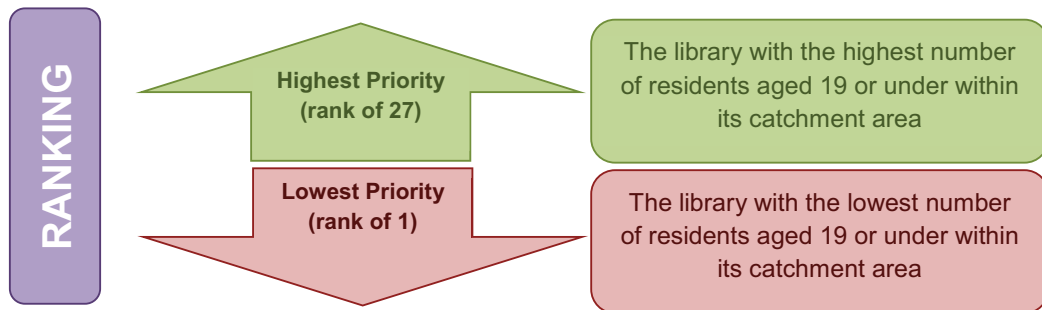 RANKING
Highest Priority
(rank of 27)
The library with the highest number
of residents aged 19 or under within
its catchment area
Lowest Priority
(rank of 1)
The library with the lowest number
of residents aged 19 or under within
its catchment area